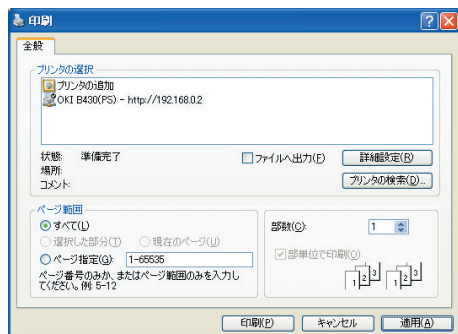 印刷
全般
プリンタの選択
プリンタの追加
OKI B430(PS) - http://192.168.0.2
状態: 準備完了
場所:
コメント:
ファイルへ出力(F)
詳細設定(R)
プリンタの検索(D)...
ページ範囲
すべて(L)
選択した部分(T) 現在のページ(U)
ページ指定(G): 1-65535
ページ番号のみか、またはページ範囲のみを入力し
てください。例: 5-12
部数(C): 1
部単位で印刷(O)
1 2 3 1 2 3
印刷(P) キャンセル 適用(A)